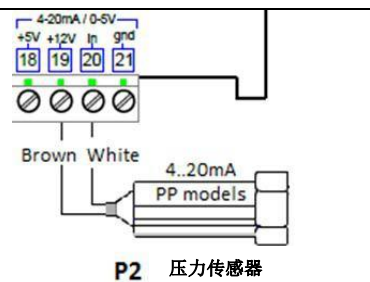 4-20mA / 0-5V
+5V +12V In gnd
18 19 20 21
Brown White
4..20mA
PP models
P2 压力传感器